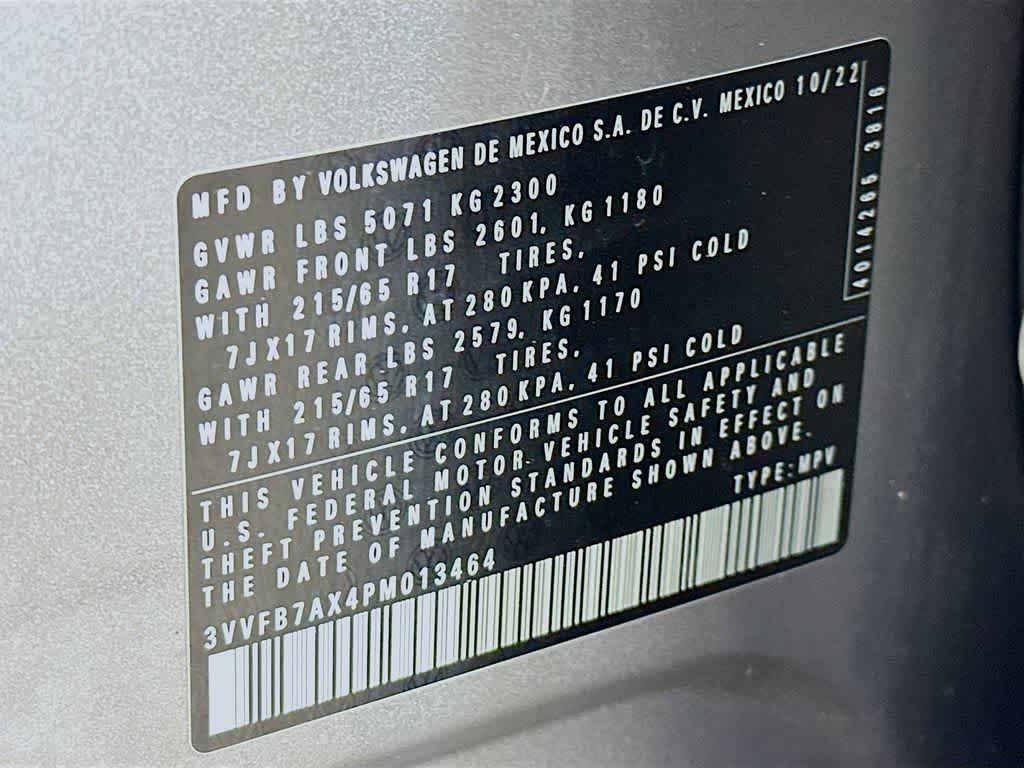 MFD BY VOLKSWAGEN DE MEXICO S.A. DE C.V. MEXICO 10/22
GVWR LBS 5071 KG 2300
GAWR FRONT LBS 2601, KG 1180
WITH 215/65 R17 TIRES,
7JX17 RIMS, AT 280 KPA, 41 PSI COLD
GAWR REAR LBS 2579, KG 1170
WITH 215/65 R17 TIRES,
7JX17 RIMS, AT 280 KPA, 41 PSI COLD
4014265 3816
THIS VEHICLE CONFORMS TO ALL APPLICABLE
U.S. FEDERAL MOTOR VEHICLE SAFETY AND
THEFT PREVENTION STANDARDS IN EFFECT ON
THE DATE OF MANUFACTURE SHOWN ABOVE.
3VVFB7AX4PM013464 TYPE: MPV